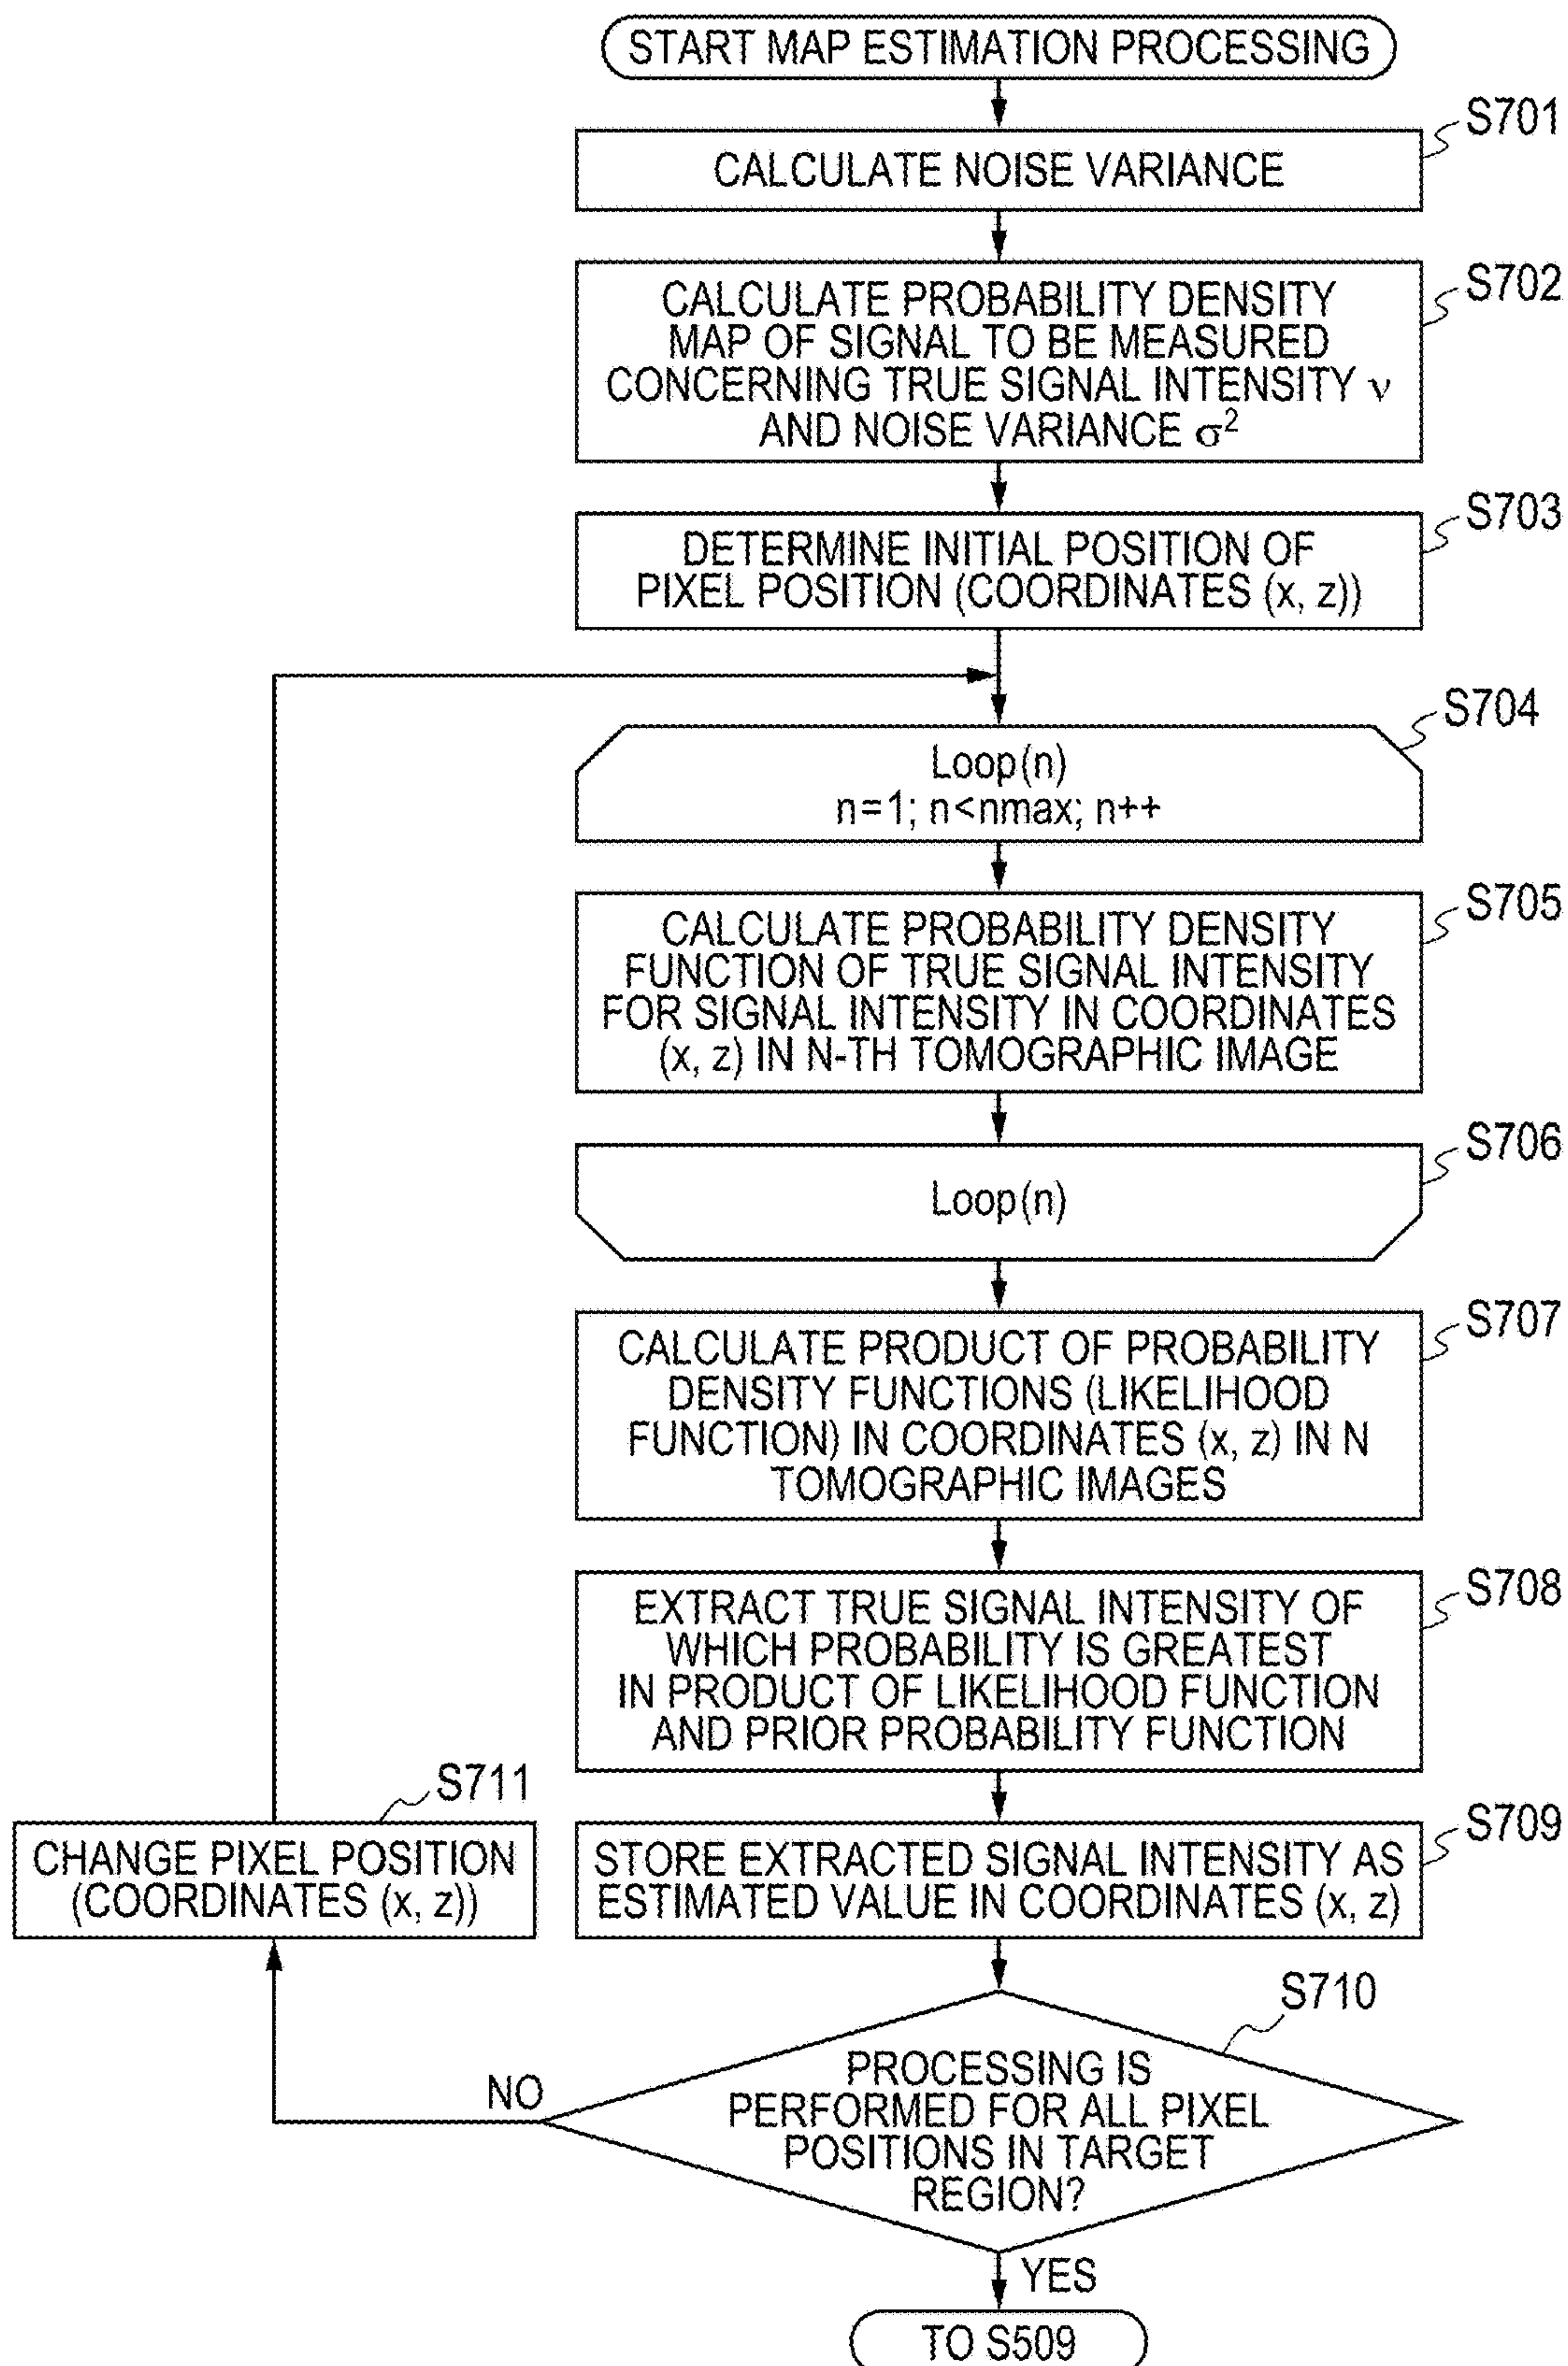 START MAP ESTIMATION PROCESSING
S701
CALCULATE NOISE VARIANCE
S702
CALCULATE PROBABILITY DENSITY
MAP OF SIGNAL TO BE MEASURED
CONCERNING TRUE SIGNAL INTENSITY ν
AND NOISE VARIANCE σ²
S703
DETERMINE INITIAL POSITION OF
PIXEL POSITION (COORDINATES (x, z))
S704
Loop(n)
n=1; n<nmax; n++
S705
CALCULATE PROBABILITY DENSITY
FUNCTION OF TRUE SIGNAL INTENSITY
FOR SIGNAL INTENSITY IN COORDINATES
(x, z) IN N-TH TOMOGRAPHIC IMAGE
S706
Loop(n)
S707
CALCULATE PRODUCT OF PROBABILITY
DENSITY FUNCTIONS (LIKELIHOOD
FUNCTION) IN COORDINATES (x, z) IN N
TOMOGRAPHIC IMAGES
S708
EXTRACT TRUE SIGNAL INTENSITY OF
WHICH PROBABILITY IS GREATEST
IN PRODUCT OF LIKELIHOOD FUNCTION
AND PRIOR PROBABILITY FUNCTION
S711
CHANGE PIXEL POSITION
(COORDINATES (x, z))
S709
STORE EXTRACTED SIGNAL INTENSITY AS
ESTIMATED VALUE IN COORDINATES (x, z)
S710
PROCESSING IS
PERFORMED FOR ALL PIXEL
POSITIONS IN TARGET
REGION?
NO
YES
TO S509